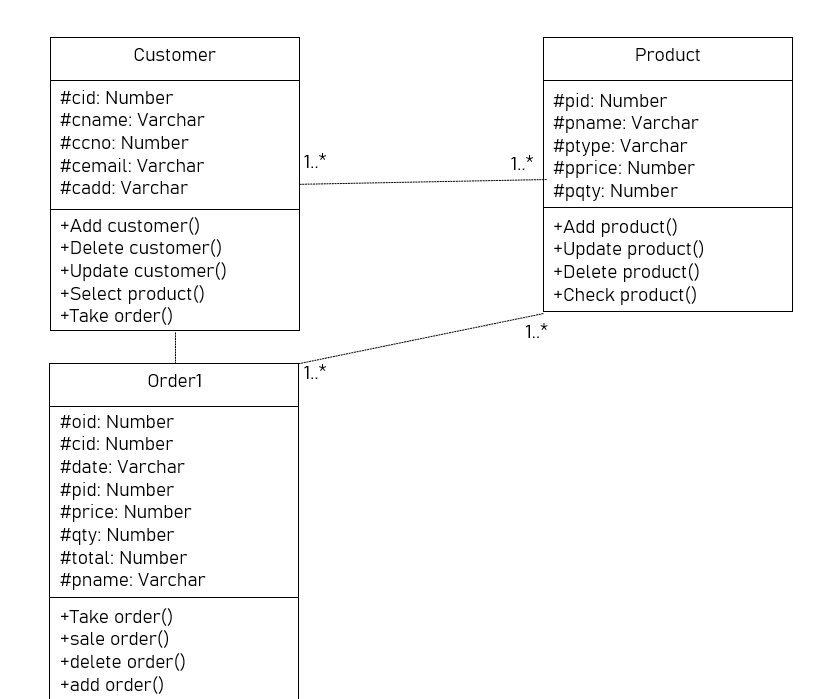 Customer
#cid: Number
#cname: Varchar
#ccno: Number
#cemail: Varchar
#cadd: Varchar
+Add customer()
+Delete customer()
+Update customer()
+Select product()
+Take order()
1..*
1..*
Product
#pid: Number
#pname: Varchar
#ptype: Varchar
#pprice: Number
#pqty: Number
+Add product()
+Update product()
+Delete product()
+Check product()
1..*
1..*
Order1
#oid: Number
#cid: Number
#date: Varchar
#pid: Number
#price: Number
#qty: Number
#total: Number
#pname: Varchar
+Take order()
+sale order()
+delete order()
+add order()